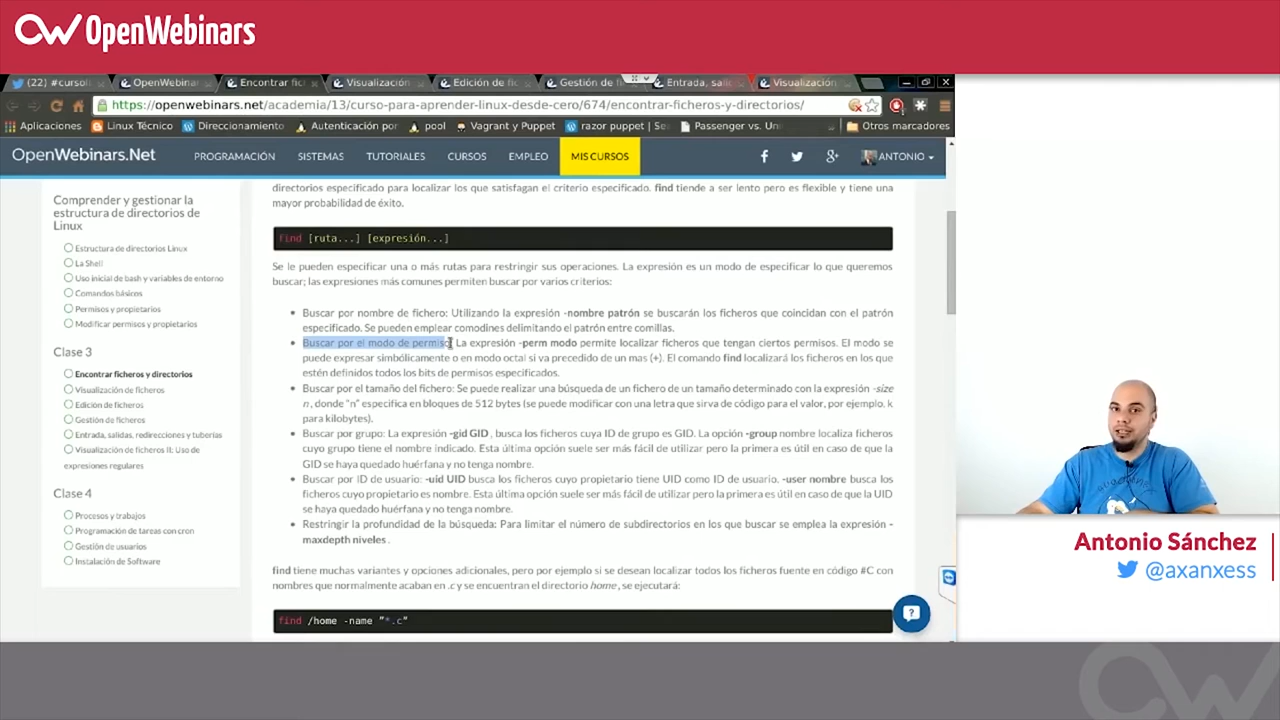 OpenWebinars
(22) #cursol
OpenWebinar
Encontrar fic
Visualización
Edición de fic
Gestión de fi
Entrada, sali
Visualización
https://openwebinars.net/academia/13/curso-para-aprender-linux-desde-cero/674/encontrar-ficheros-y-directorios/
Aplicaciones
Linux Técnico
Direccionamiento
Autenticación por
pool
Vagrant y Puppet
razor puppet | Se
Passenger vs. Un
Otros marcadores
OpenWebinars.Net
PROGRAMACIÓN
SISTEMAS
TUTORIALES
CURSOS
EMPLEO
MIS CURSOS
ANTONIO
Comprender y gestionar la
estructura de directorios de
Linux
Estructura de directorios Linux
La Shell
Uso inicial de bash y variables de entorno
Comandos básicos
Permisos y propietarios
Modificar permisos y propietarios
Clase 3
Encontrar ficheros y directorios
Visualización de ficheros
Edición de ficheros
Gestión de ficheros
Entrada, salidas, redirecciones y tuberías
Visualización de ficheros II: Uso de
expresiones regulares
Clase 4
Procesos y trabajos
Programación de tareas con cron
Gestión de usuarios
Instalación de Software
directorios especificado para localizar los que satisfagan el criterio especificado. find tiende a ser lento pero es flexible y tiene una
mayor probabilidad de éxito.
find [ruta...] [expresión...]
Se le pueden especificar una o más rutas para restringir sus operaciones. La expresión es un modo de especificar lo que queremos
buscar; las expresiones más comunes permiten buscar por varios criterios:
• Buscar por nombre de fichero: Utilizando la expresión -nombre patrón se buscarán los ficheros que coincidan con el patrón
especificado. Se pueden emplear comodines delimitando el patrón entre comillas.
• Buscar por el modo de permiso: La expresión -perm modo permite localizar ficheros que tengan ciertos permisos. El modo se
puede expresar simbólicamente o en modo octal si va precedido de un mas (+). El comando find localizará los ficheros en los que
estén definidos todos los bits de permisos especificados.
• Buscar por el tamaño del fichero: Se puede realizar una búsqueda de un fichero de un tamaño determinado con la expresión -size
n, donde "n" especifica en bloques de 512 bytes (se puede modificar con una letra que sirva de código para el valor, por ejemplo, k
para kilobytes).
• Buscar por grupo: La expresión -gid GID, busca los ficheros cuya ID de grupo es GID. La opción -group nombre localiza ficheros
cuyo grupo tiene el nombre indicado. Esta última opción suele ser más fácil de utilizar pero la primera es útil en caso de que la
GID se haya quedado huérfana y no tenga nombre.
• Buscar por ID de usuario: -uid UID busca los ficheros cuyo propietario tiene UID como ID de usuario. -user nombre busca los
ficheros cuyo propietario es nombre. Esta última opción suele ser más fácil de utilizar pero la primera es útil en caso de que la UID
se haya quedado huérfana y no tenga nombre.
• Restringir la profundidad de la búsqueda: Para limitar el número de subdirectorios en los que buscar se emplea la expresión -
maxdepth niveles .
find tiene muchas variantes y opciones adicionales, pero por ejemplo si se desean localizar todos los ficheros fuente en código #C con
nombres que normalmente acaban en .c y se encuentran el directorio home, se ejecutará:
find /home -name "*.c"
Antonio Sánchez
@axanxess